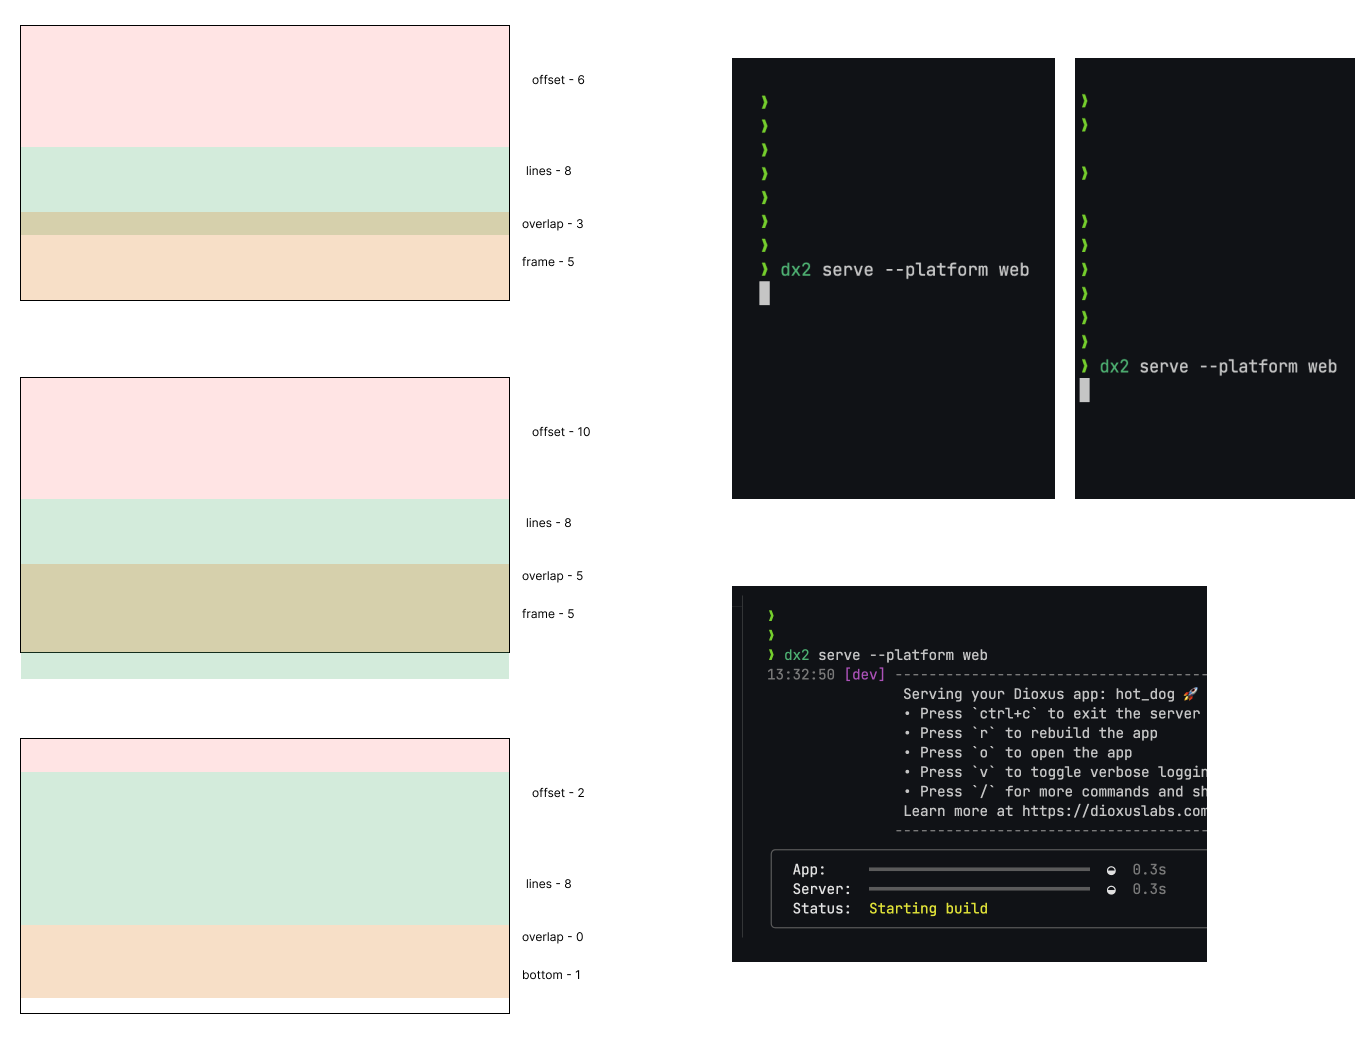 offset - 6
lines - 8
overlap - 3
frame - 5
offset - 10
lines - 8
overlap - 5
frame - 5
offset - 2
lines - 8
overlap - 0
bottom - 1
❱
❱
❱
❱
❱
❱
❱
❱ dx2 serve --platform web
❱
❱
❱
❱
❱
❱
❱
❱
❱
❱ dx2 serve --platform web
❱
❱
❱ dx2 serve --platform web
13:32:50 [dev] -------------------------------------
Serving your Dioxus app: hot_dog 🚀
• Press `ctrl+c` to exit the server
• Press `r` to rebuild the app
• Press `o` to open the app
• Press `v` to toggle verbose loggin
• Press `/` for more commands and sh
Learn more at https://dioxuslabs.com
-------------------------------------
App: 0.3s
Server: 0.3s
Status: Starting build